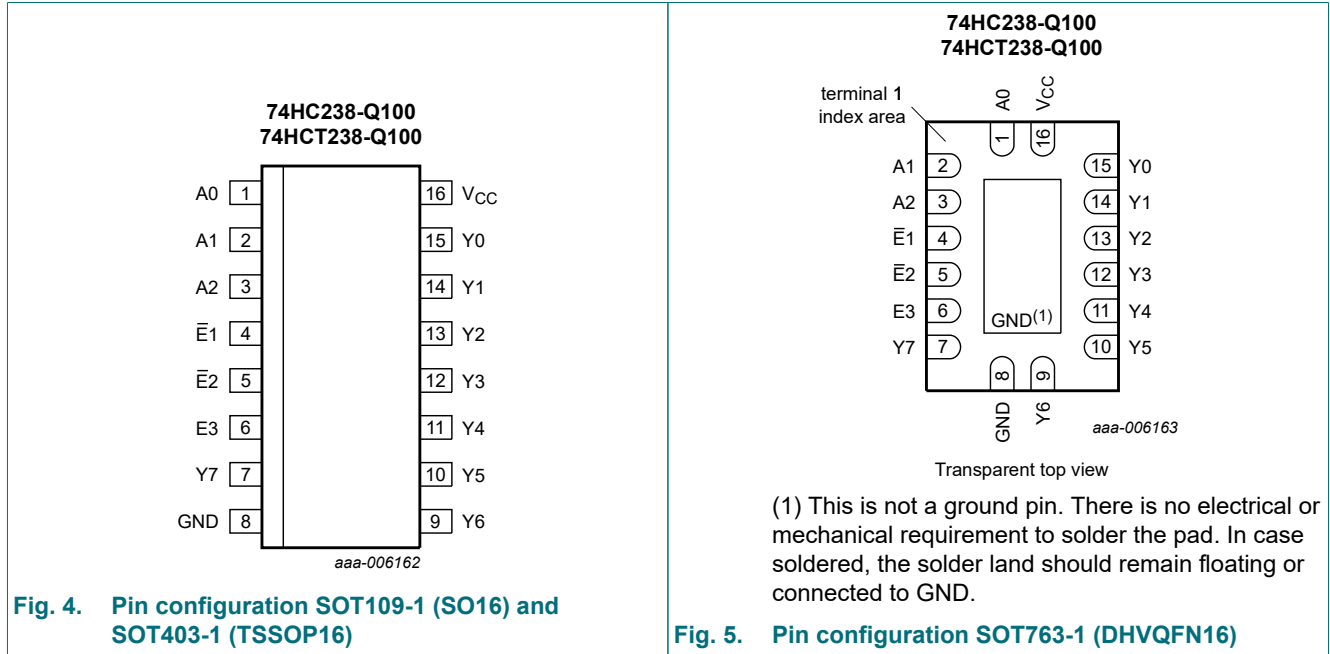 74HC238-Q100
74HCT238-Q100
A0 1
A1 2
A2 3
E̅1 4
E̅2 5
E3 6
Y7 7
GND 8
16 VCC
15 Y0
14 Y1
13 Y2
12 Y3
11 Y4
10 Y5
9 Y6
aaa-006162
Fig. 4. Pin configuration SOT109-1 (SO16) and
SOT403-1 (TSSOP16)
74HC238-Q100
74HCT238-Q100
terminal 1
index area
A0
VCC
1
16
A1 2
A2 3
E̅1 4
E̅2 5
E3 6
Y7 7
15 Y0
14 Y1
13 Y2
12 Y3
11 Y4
10 Y5
GND(1)
8
9
GND
Y6
aaa-006163
Transparent top view
(1) This is not a ground pin. There is no electrical or
mechanical requirement to solder the pad. In case
soldered, the solder land should remain floating or
connected to GND.
Fig. 5. Pin configuration SOT763-1 (DHVQFN16)